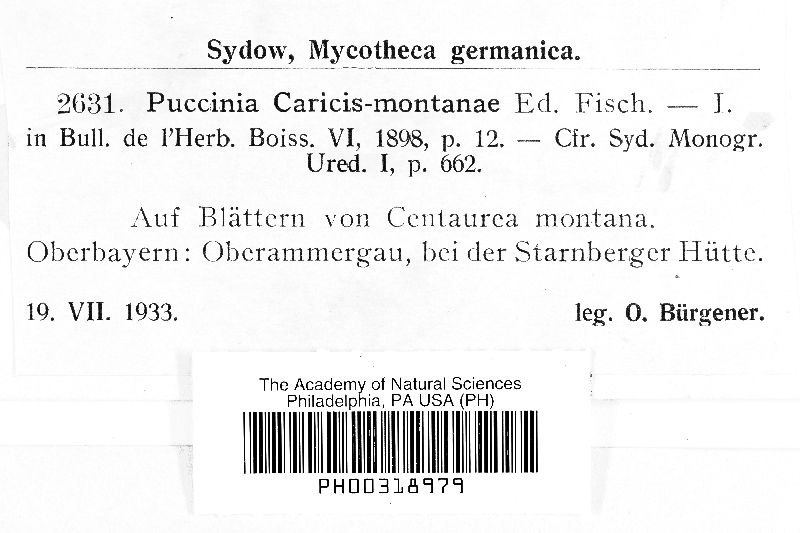 Sydow, Mycotheca germanica.
2631. Puccinia Caricis-montanae Ed. Fisch. — I.
in Bull. de l'Herb. Boiss. VI, 1898, p. 12. — Cfr. Syd. Monogr.
Ured. I, p. 662.
Auf Blättern von Centaurea montana.
Oberbayern: Oberammergau, bei der Starnberger Hütte.
19. VII. 1933. leg. O. Bürgener.
The Academy of Natural Sciences
Philadelphia, PA USA (PH)
PH00318979